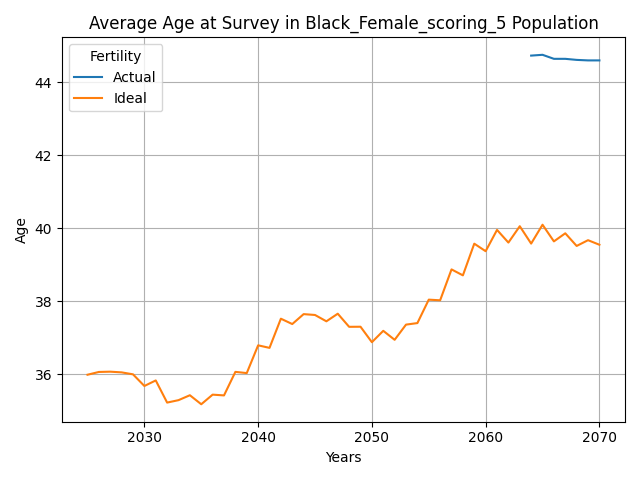 Average Age at Survey in Black_Female_scoring_5 Population
Fertility
Actual
Ideal
44
42
40
38
36
Age
2030
2040
2050
2060
2070
Years